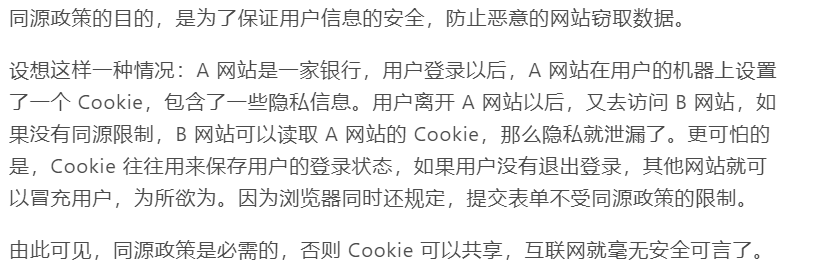 同源政策的目的，是为了保证用户信息的安全，防止恶意的网站窃取数据。
设想这样一种情况：A 网站是一家银行，用户登录以后，A 网站在用户的机器上设置
了一个 Cookie，包含了一些隐私信息。用户离开 A 网站以后，又去访问 B 网站，如
果没有同源限制，B 网站可以读取 A 网站的 Cookie，那么隐私就泄漏了。更可怕的
是，Cookie 往往用来保存用户的登录状态，如果用户没有退出登录，其他网站就可
以冒充用户，为所欲为。因为浏览器同时还规定，提交表单不受同源政策的限制。
由此可见，同源政策是必需的，否则 Cookie 可以共享，互联网就毫无安全可言了。